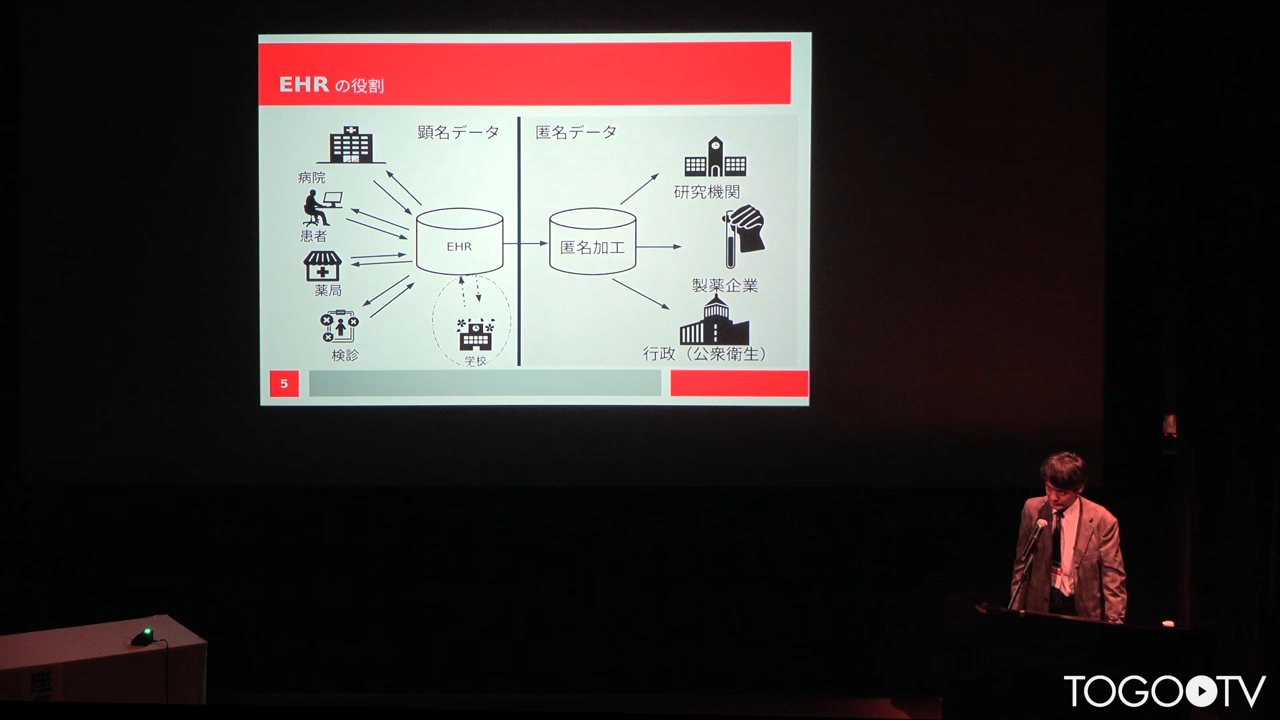 EHR の役割
顕名データ
匿名データ
病院
患者
薬局
検診
EHR
学校
匿名加工
研究機関
製薬企業
行政（公衆衛生）
5
座
TOGO TV